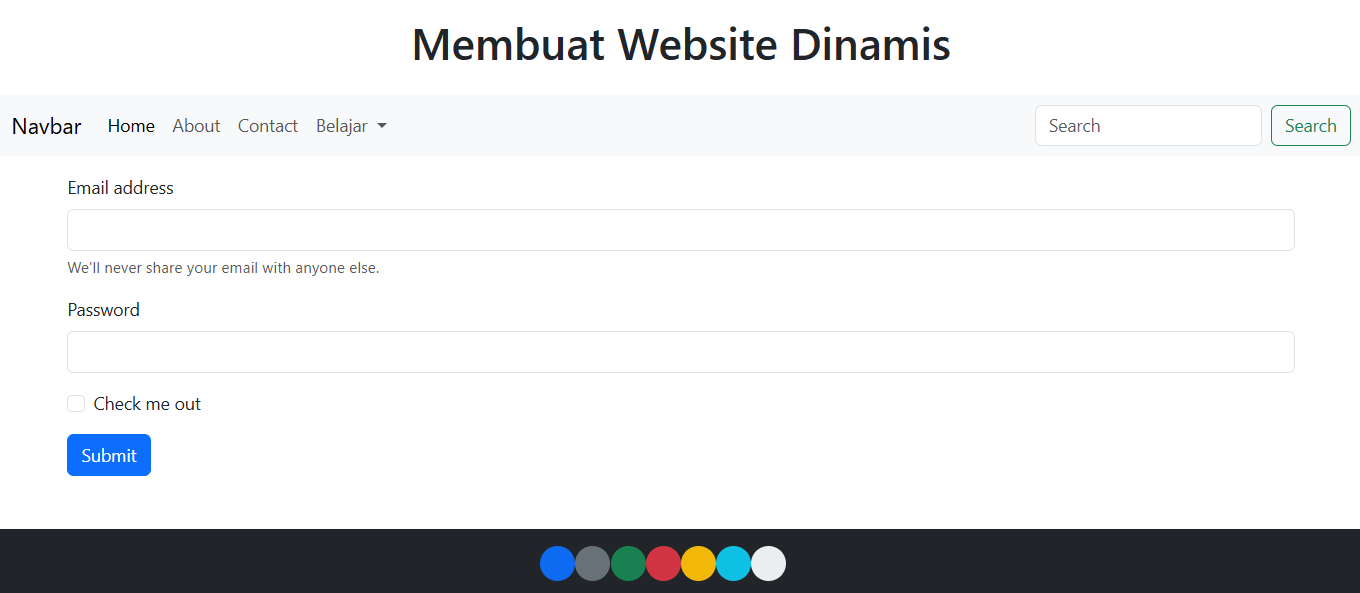 Membuat Website Dinamis
Navbar Home About Contact Belajar Search Search
Email address
We'll never share your email with anyone else.
Password
Check me out
Submit